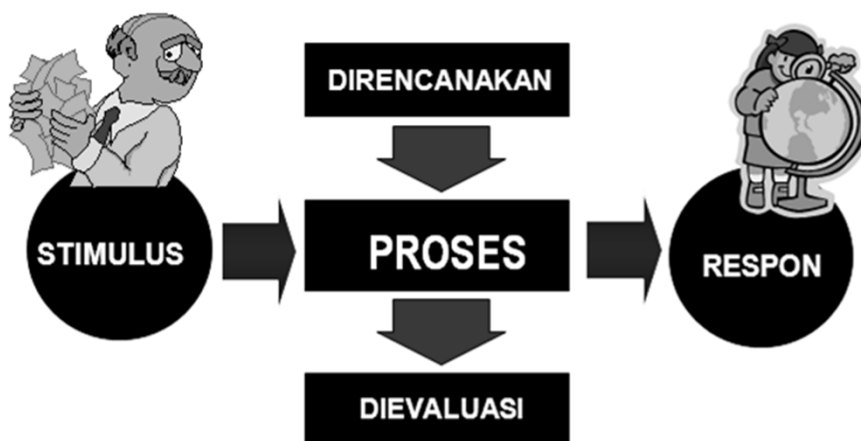 DIRENCANAKAN
STIMULUS
PROSES
RESPON
DIEVALUASI